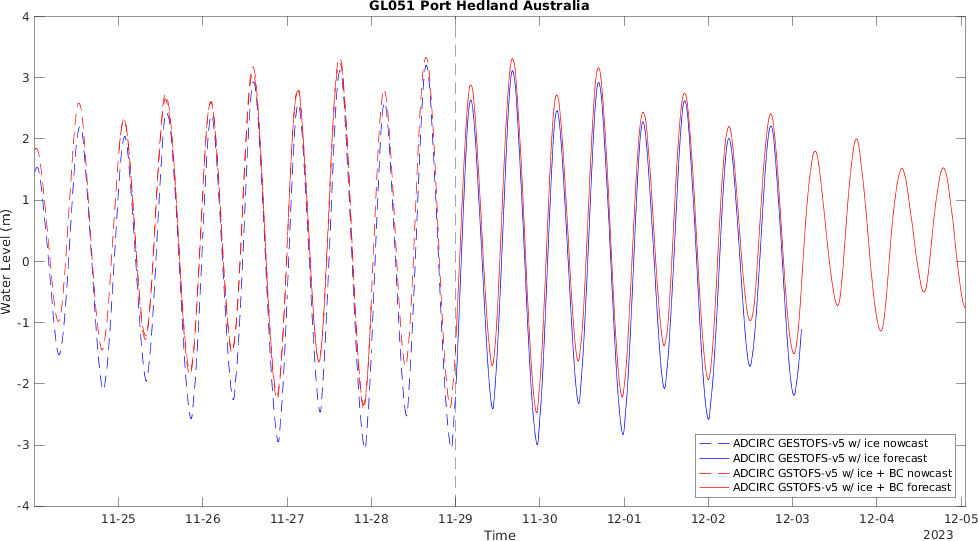 GL051 Port Hedland Australia
4
3
2
1
0
-1
-2
-3
-4
Water Level (m)
ADCIRC GESTOFS-v5 w/ ice nowcast
ADCIRC GESTOFS-v5 w/ ice forecast
ADCIRC GSTOFS-v5 w/ ice + BC nowcast
ADCIRC GSTOFS-v5 w/ ice + BC forecast
11-25 11-26 11-27 11-28 11-29 11-30 12-01 12-02 12-03 12-04 12-05
Time
2023